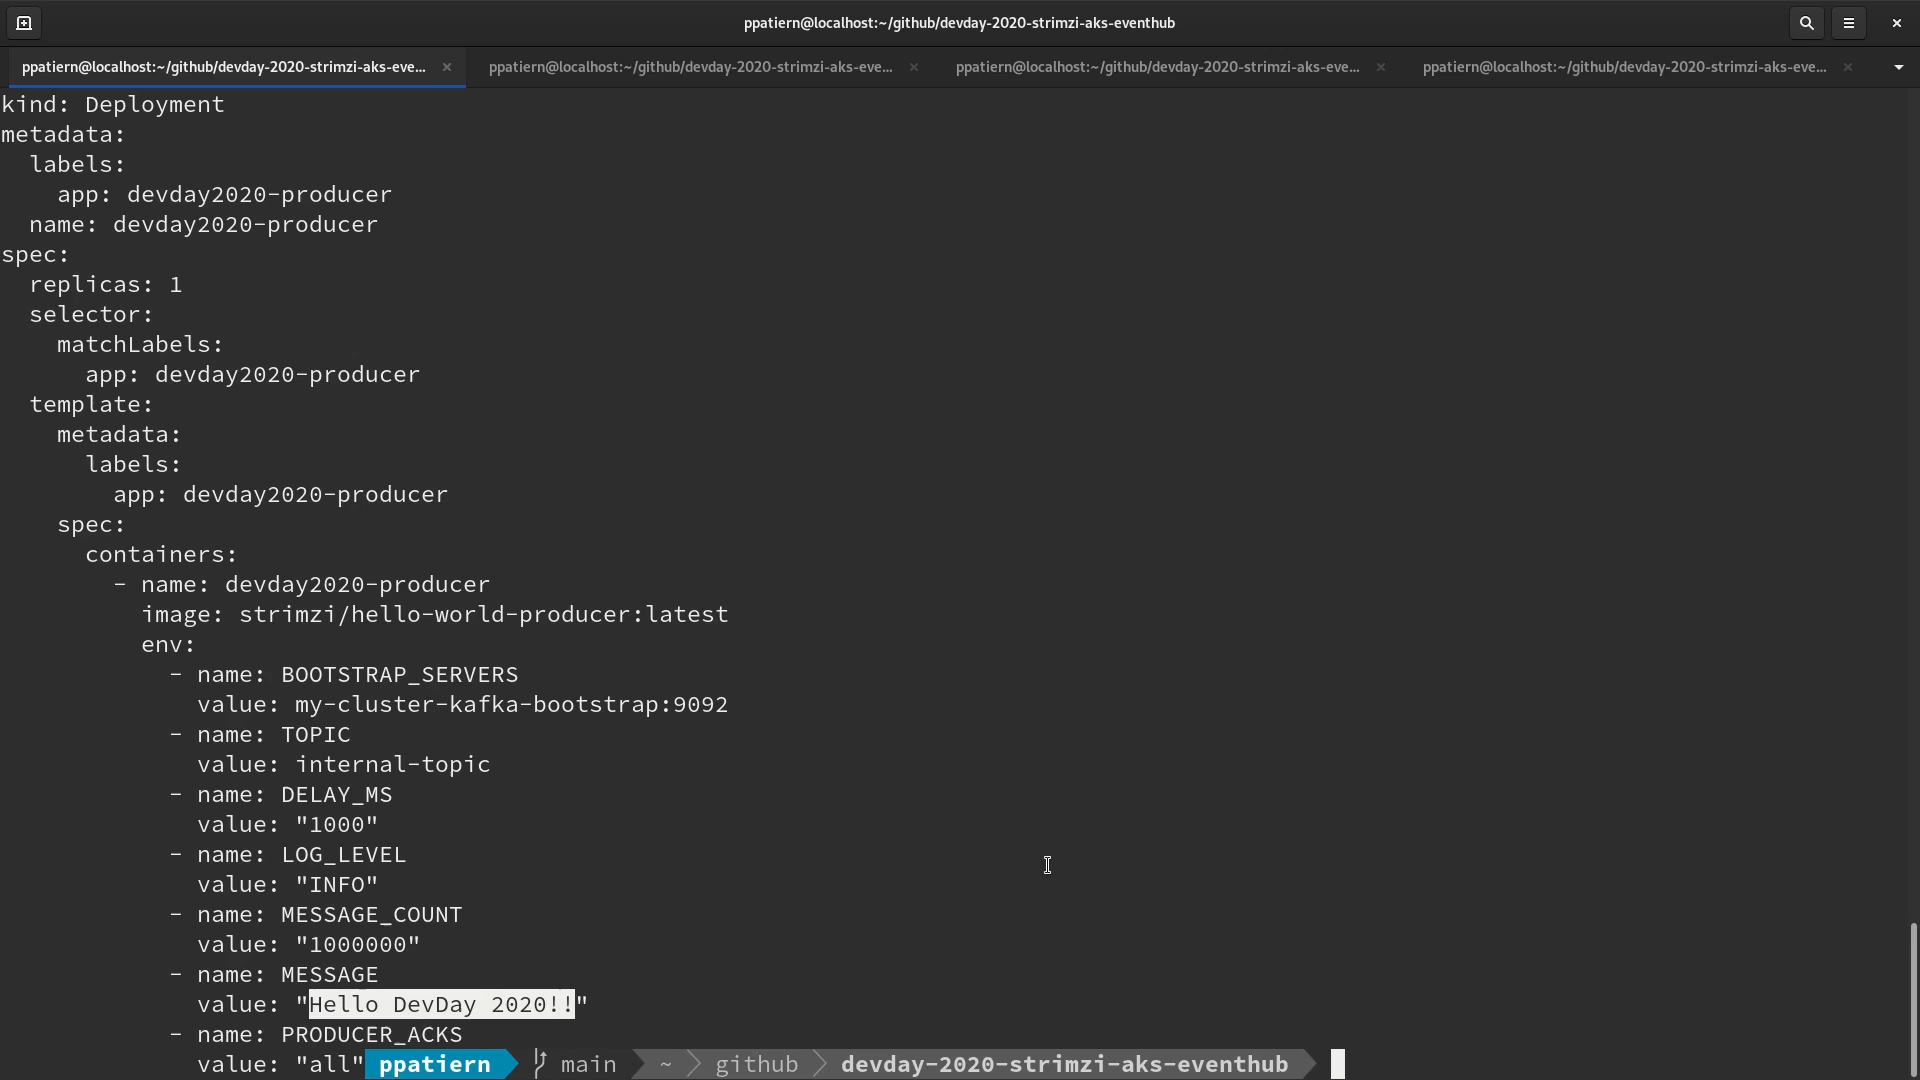 ppatiern@localhost:~/github/devday-2020-strimzi-aks-eventhub
ppatiern@localhost:~/github/devday-2020-strimzi-aks-eve...
ppatiern@localhost:~/github/devday-2020-strimzi-aks-eve...
ppatiern@localhost:~/github/devday-2020-strimzi-aks-eve...
ppatiern@localhost:~/github/devday-2020-strimzi-aks-eve...
kind: Deployment
metadata:
  labels:
    app: devday2020-producer
  name: devday2020-producer
spec:
  replicas: 1
  selector:
    matchLabels:
      app: devday2020-producer
  template:
    metadata:
      labels:
        app: devday2020-producer
    spec:
      containers:
        - name: devday2020-producer
          image: strimzi/hello-world-producer:latest
          env:
            - name: BOOTSTRAP_SERVERS
              value: my-cluster-kafka-bootstrap:9092
            - name: TOPIC
              value: internal-topic
            - name: DELAY_MS
              value: "1000"
            - name: LOG_LEVEL
              value: "INFO"
            - name: MESSAGE_COUNT
              value: "1000000"
            - name: MESSAGE
              value: "Hello DevDay 2020!!"
            - name: PRODUCER_ACKS
              value: "all" ppatiern main ~ github devday-2020-strimzi-aks-eventhub